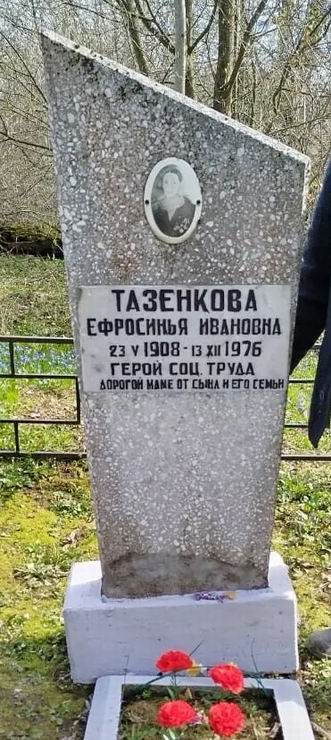 ТАЗЕНКОВА
ЕФРОСИНЬЯ ИВАНОВНА
23 V 1908 - 13 XII 1976
ГЕРОЙ СОЦ. ТРУДА
ДОРОГОЙ МАМЕ ОТ СЫНА И ЕГО СЕМЬИ